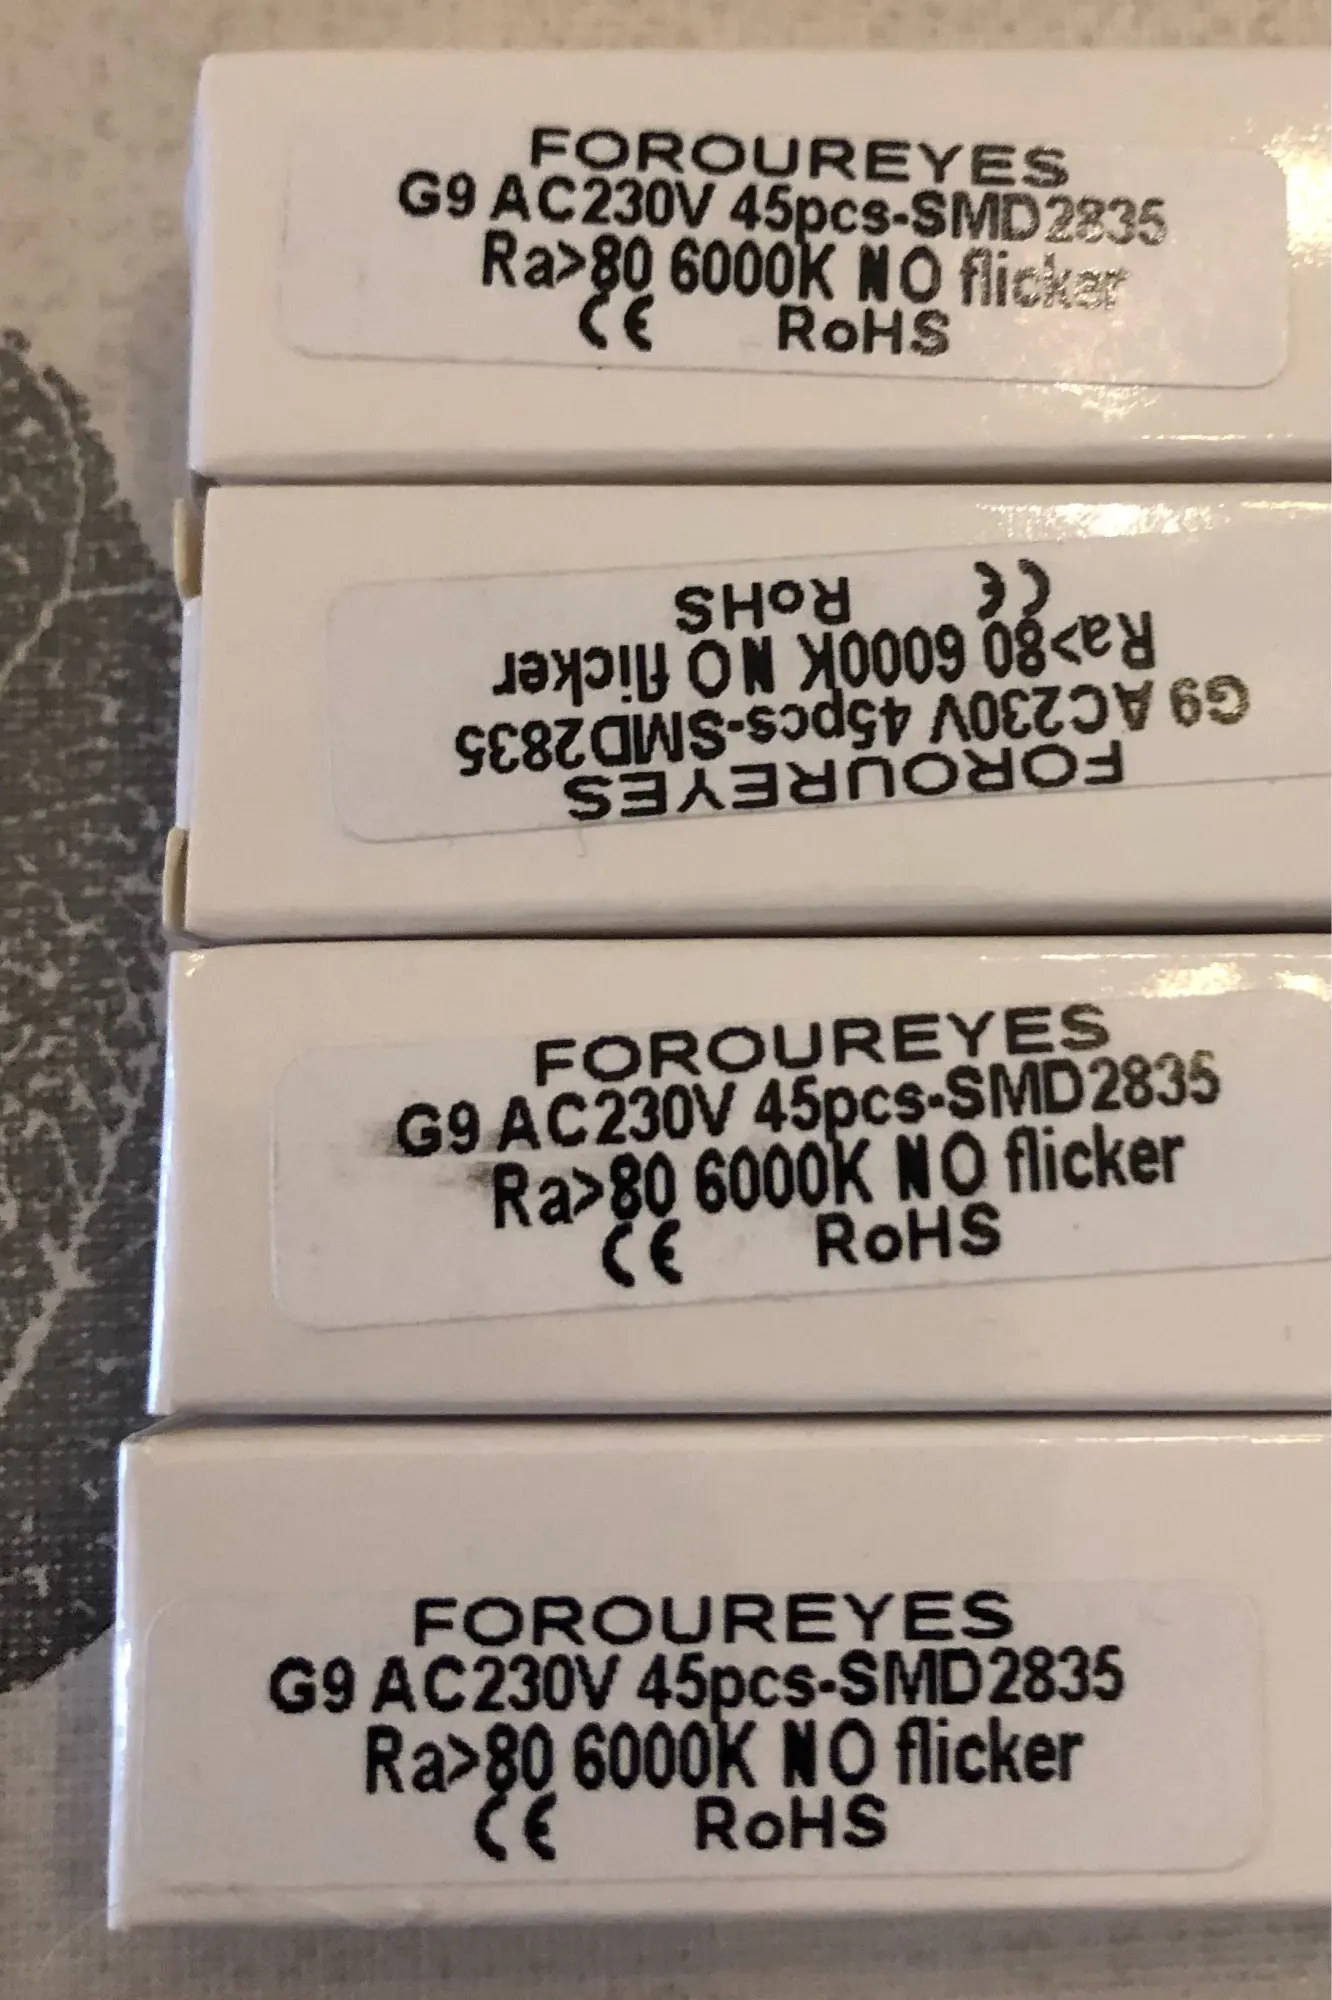 FOROUREYES
G9 AC230V 45pcs-SMD2835
Ra>80 6000K NO flicker
CE RoHS
FOROUREYES
G9 AC230V 45pcs-SMD2835
Ra>80 6000K NO flicker
CE RoHS
FOROUREYES
G9 AC230V 45pcs-SMD2835
Ra>80 6000K NO flicker
CE RoHS
FOROUREYES
G9 AC230V 45pcs-SMD2835
Ra>80 6000K NO flicker
CE RoHS